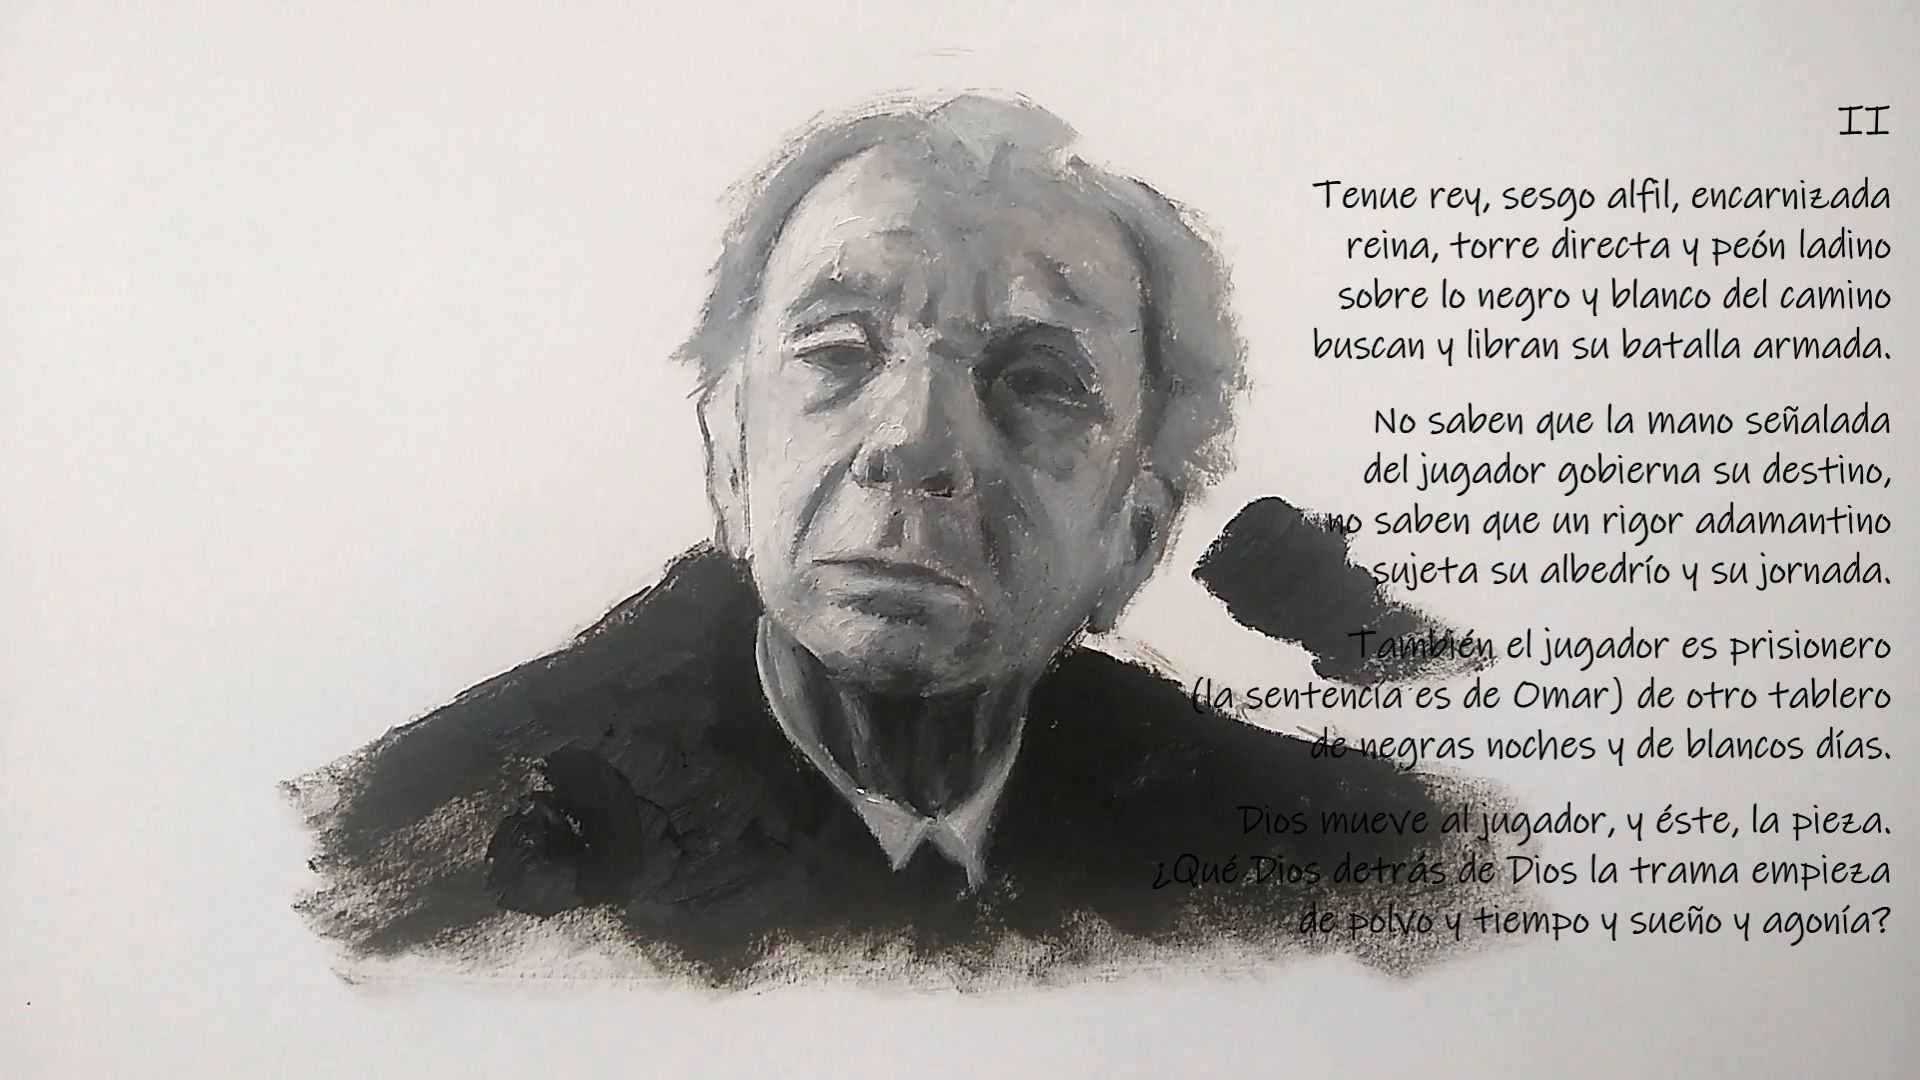 II
Tenue rey, sesgo alfil, encarnizada
reina, torre directa y peón ladino
sobre lo negro y blanco del camino
buscan y libran su batalla armada.
No saben que la mano señalada
del jugador gobierna su destino,
no saben que un rigor adamantino
sujeta su albedrío y su jornada.
También el jugador es prisionero
(la sentencia es de Omar) de otro tablero
de negras noches y de blancos días.
Dios mueve al jugador, y éste, la pieza.
¿Qué Dios detrás de Dios la trama empieza
de polvo y tiempo y sueño y agonía?